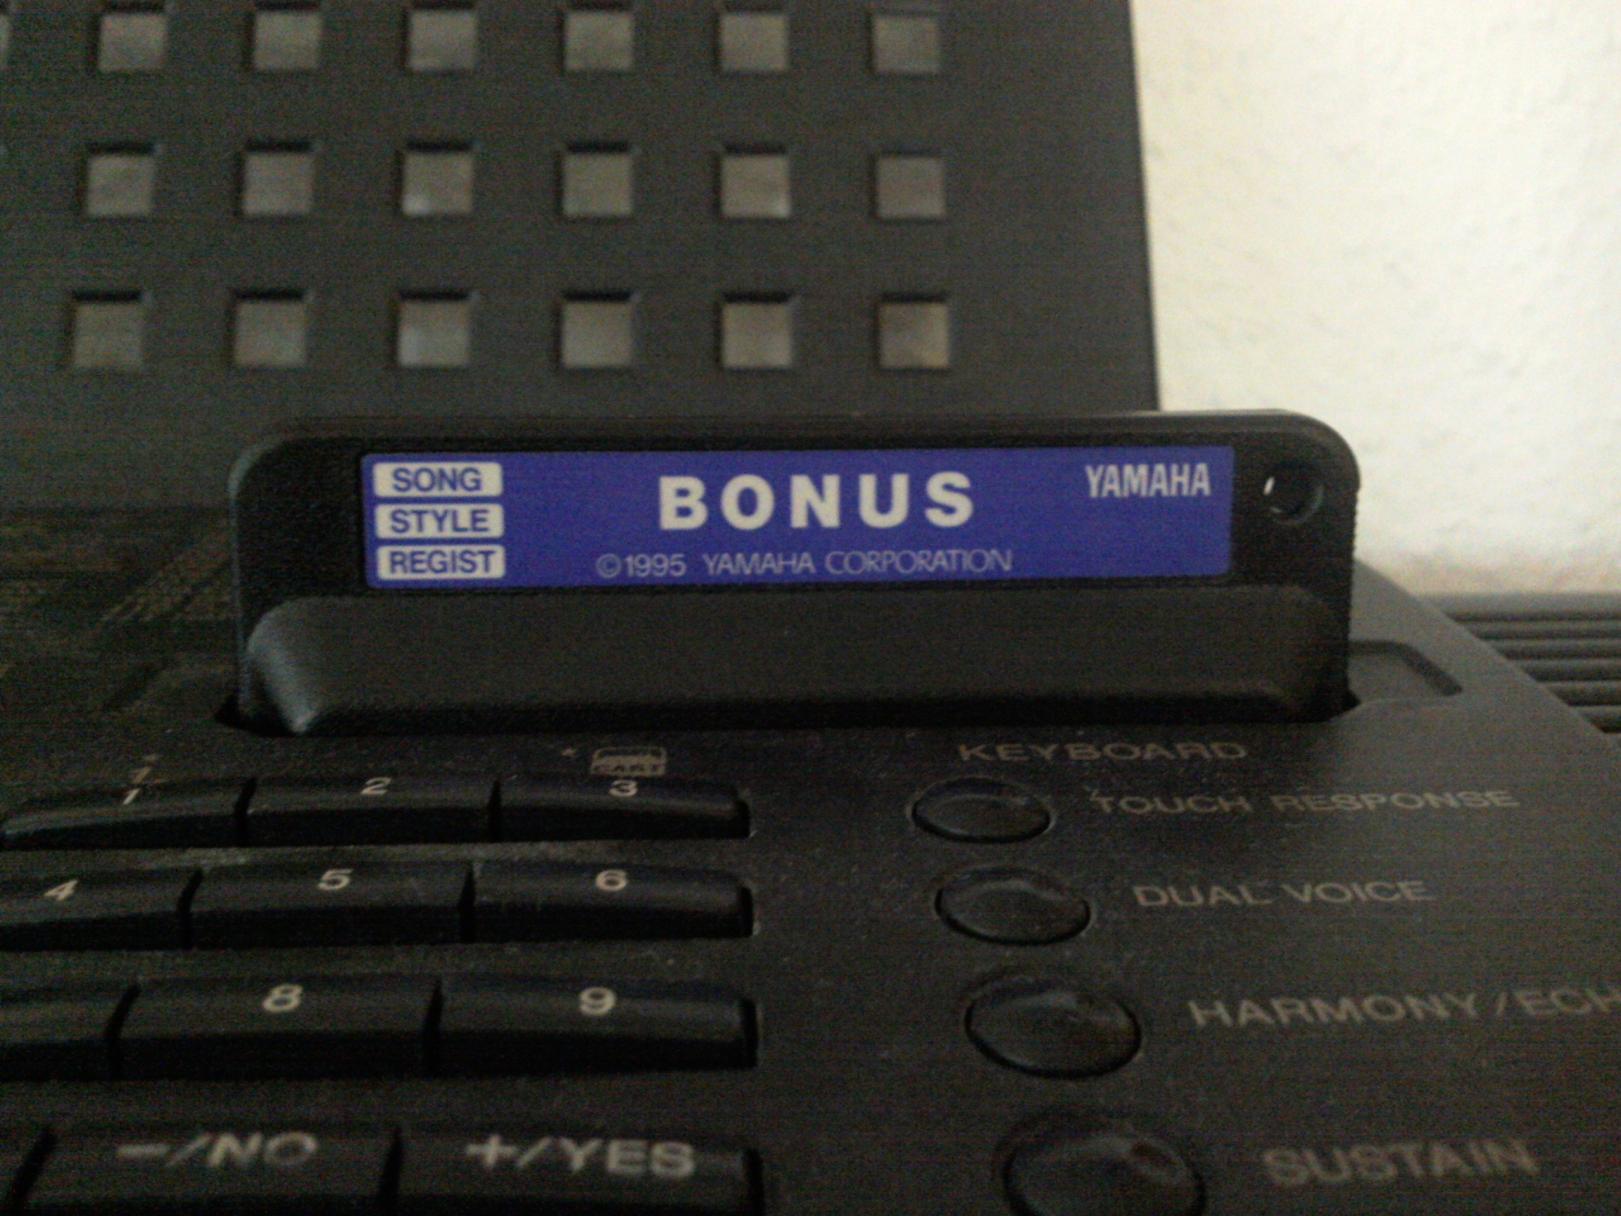 SONG
STYLE
REGIST
BONUS
YAMAHA
©1995 YAMAHA CORPORATION
KEYBOARD
1 2 3
TOUCH RESPONSE
4 5 6
DUAL VOICE
8 9
HARMONY/ECH
-/NO +/YES
SUSTAIN